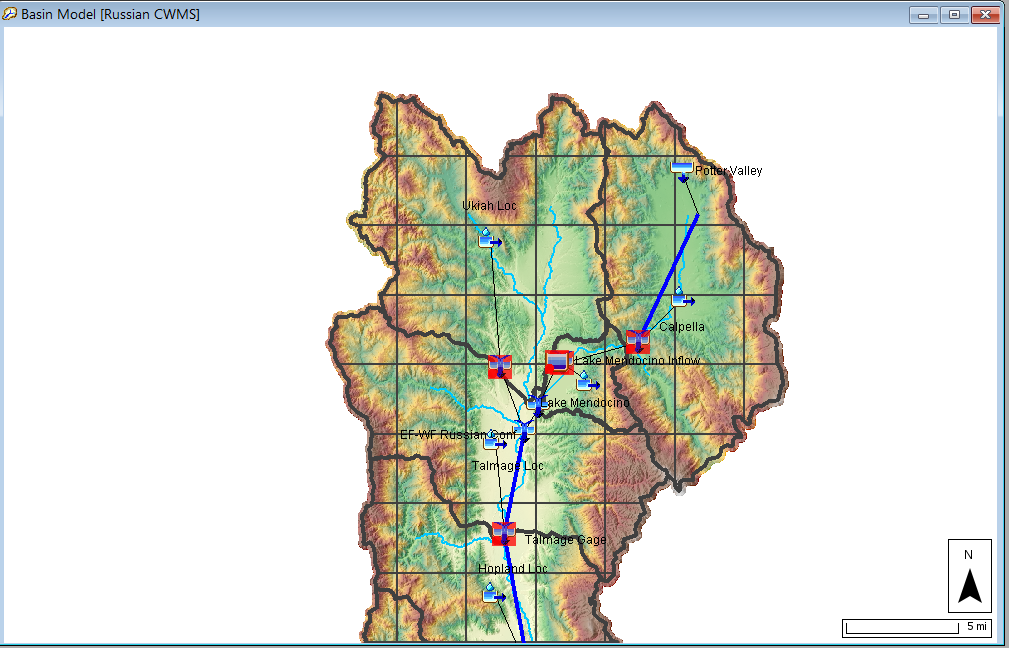 Basin Model [Russian CWMS]
Potter Valley
Ukiah Loc
Calpella
Lake Mendocino Inflow
Lake Mendocino
EF-WF Russian Conf
Talmage Loc
Talmage Gage
Hopland Loc
N
5 mi